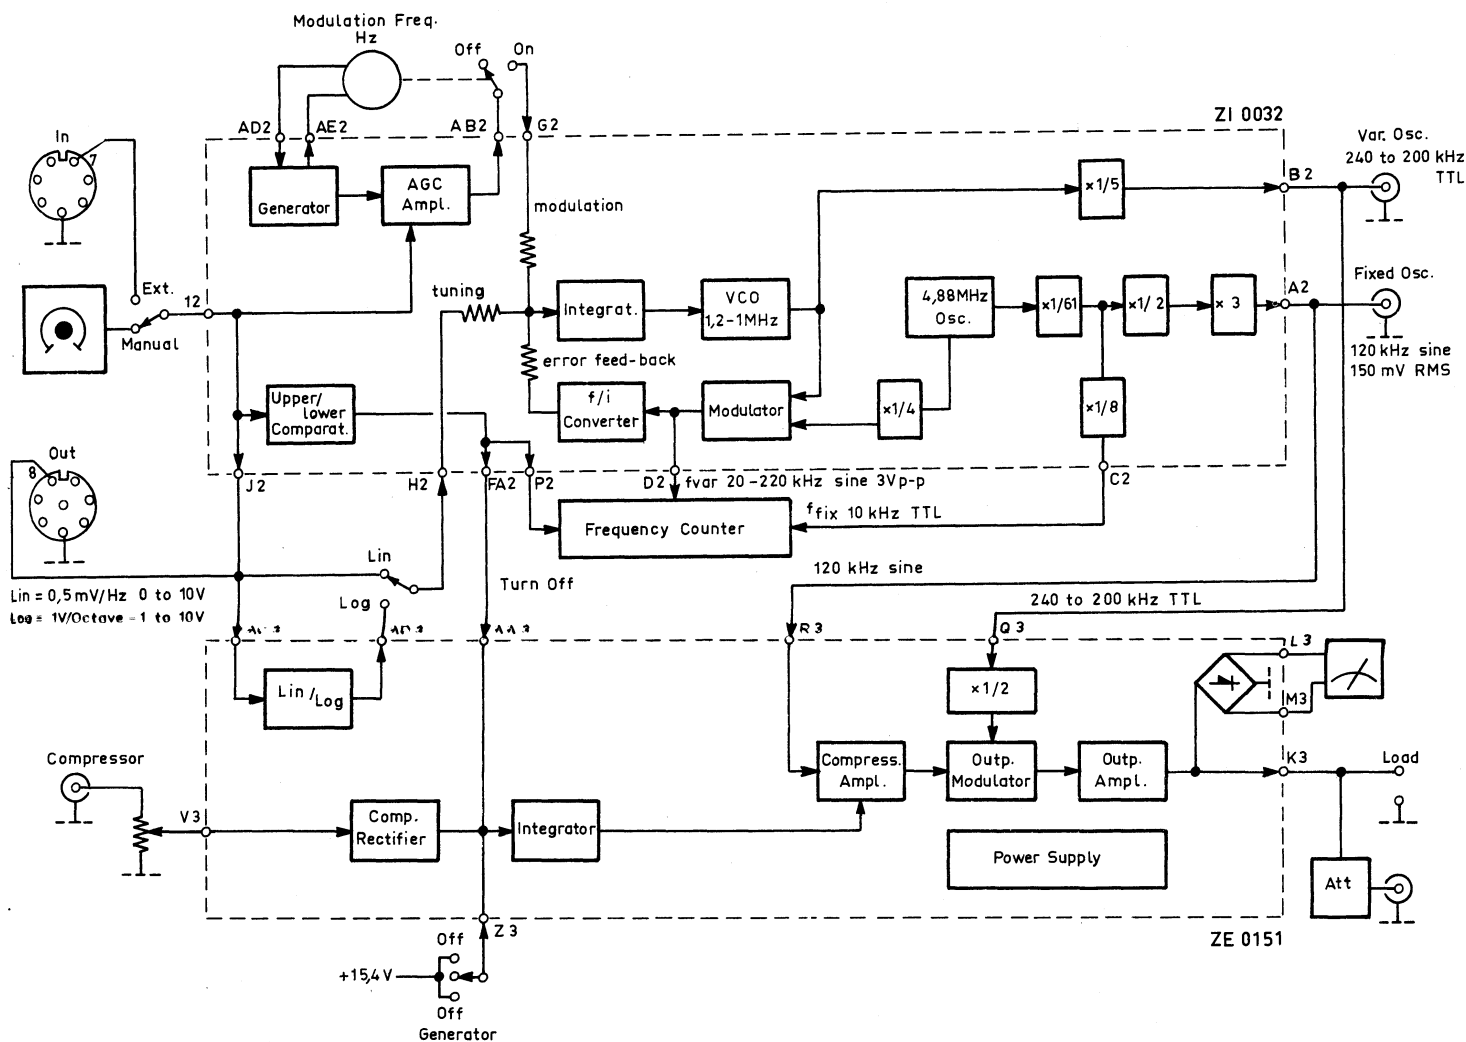 Modulation Freq.
Hz
Off
On
AD2
AE2
AB2
G2
ZI 0032
In
7
Var. Osc.
240 to 200 kHz
TTL
B2
Generator
AGC
Ampl.
x1/5
modulation
Ext.
12
Manual
tuning
Integrat.
VCO
1,2-1MHz
4,88MHz
Osc.
x1/61
x1/2
x 3
A2
Fixed Osc.
120 kHz sine
150 mV RMS
error feed-back
Upper/
lower
Comparat.
f/i
Converter
Modulator
x1/4
x1/8
Out
8
J2
H2
FA2
P2
D2
fvar 20-220 kHz sine 3Vp-p
C2
Frequency Counter
ffix 10 kHz TTL
Lin
Turn Off
120 kHz sine
Lin = 0,5mV/Hz 0 to 10V
Log = 1V/Octave - 1 to 10V
Log
240 to 200 kHz TTL
R3
Q3
L3
Lin/Log
x1/2
M3
Compressor
Compress.
Ampl.
Outp.
Modulator
Outp.
Ampl.
K3
Load
V3
Comp.
Rectifier
Integrator
Power Supply
Att
Z3
ZE 0151
Off
+15,4V
Off
Generator